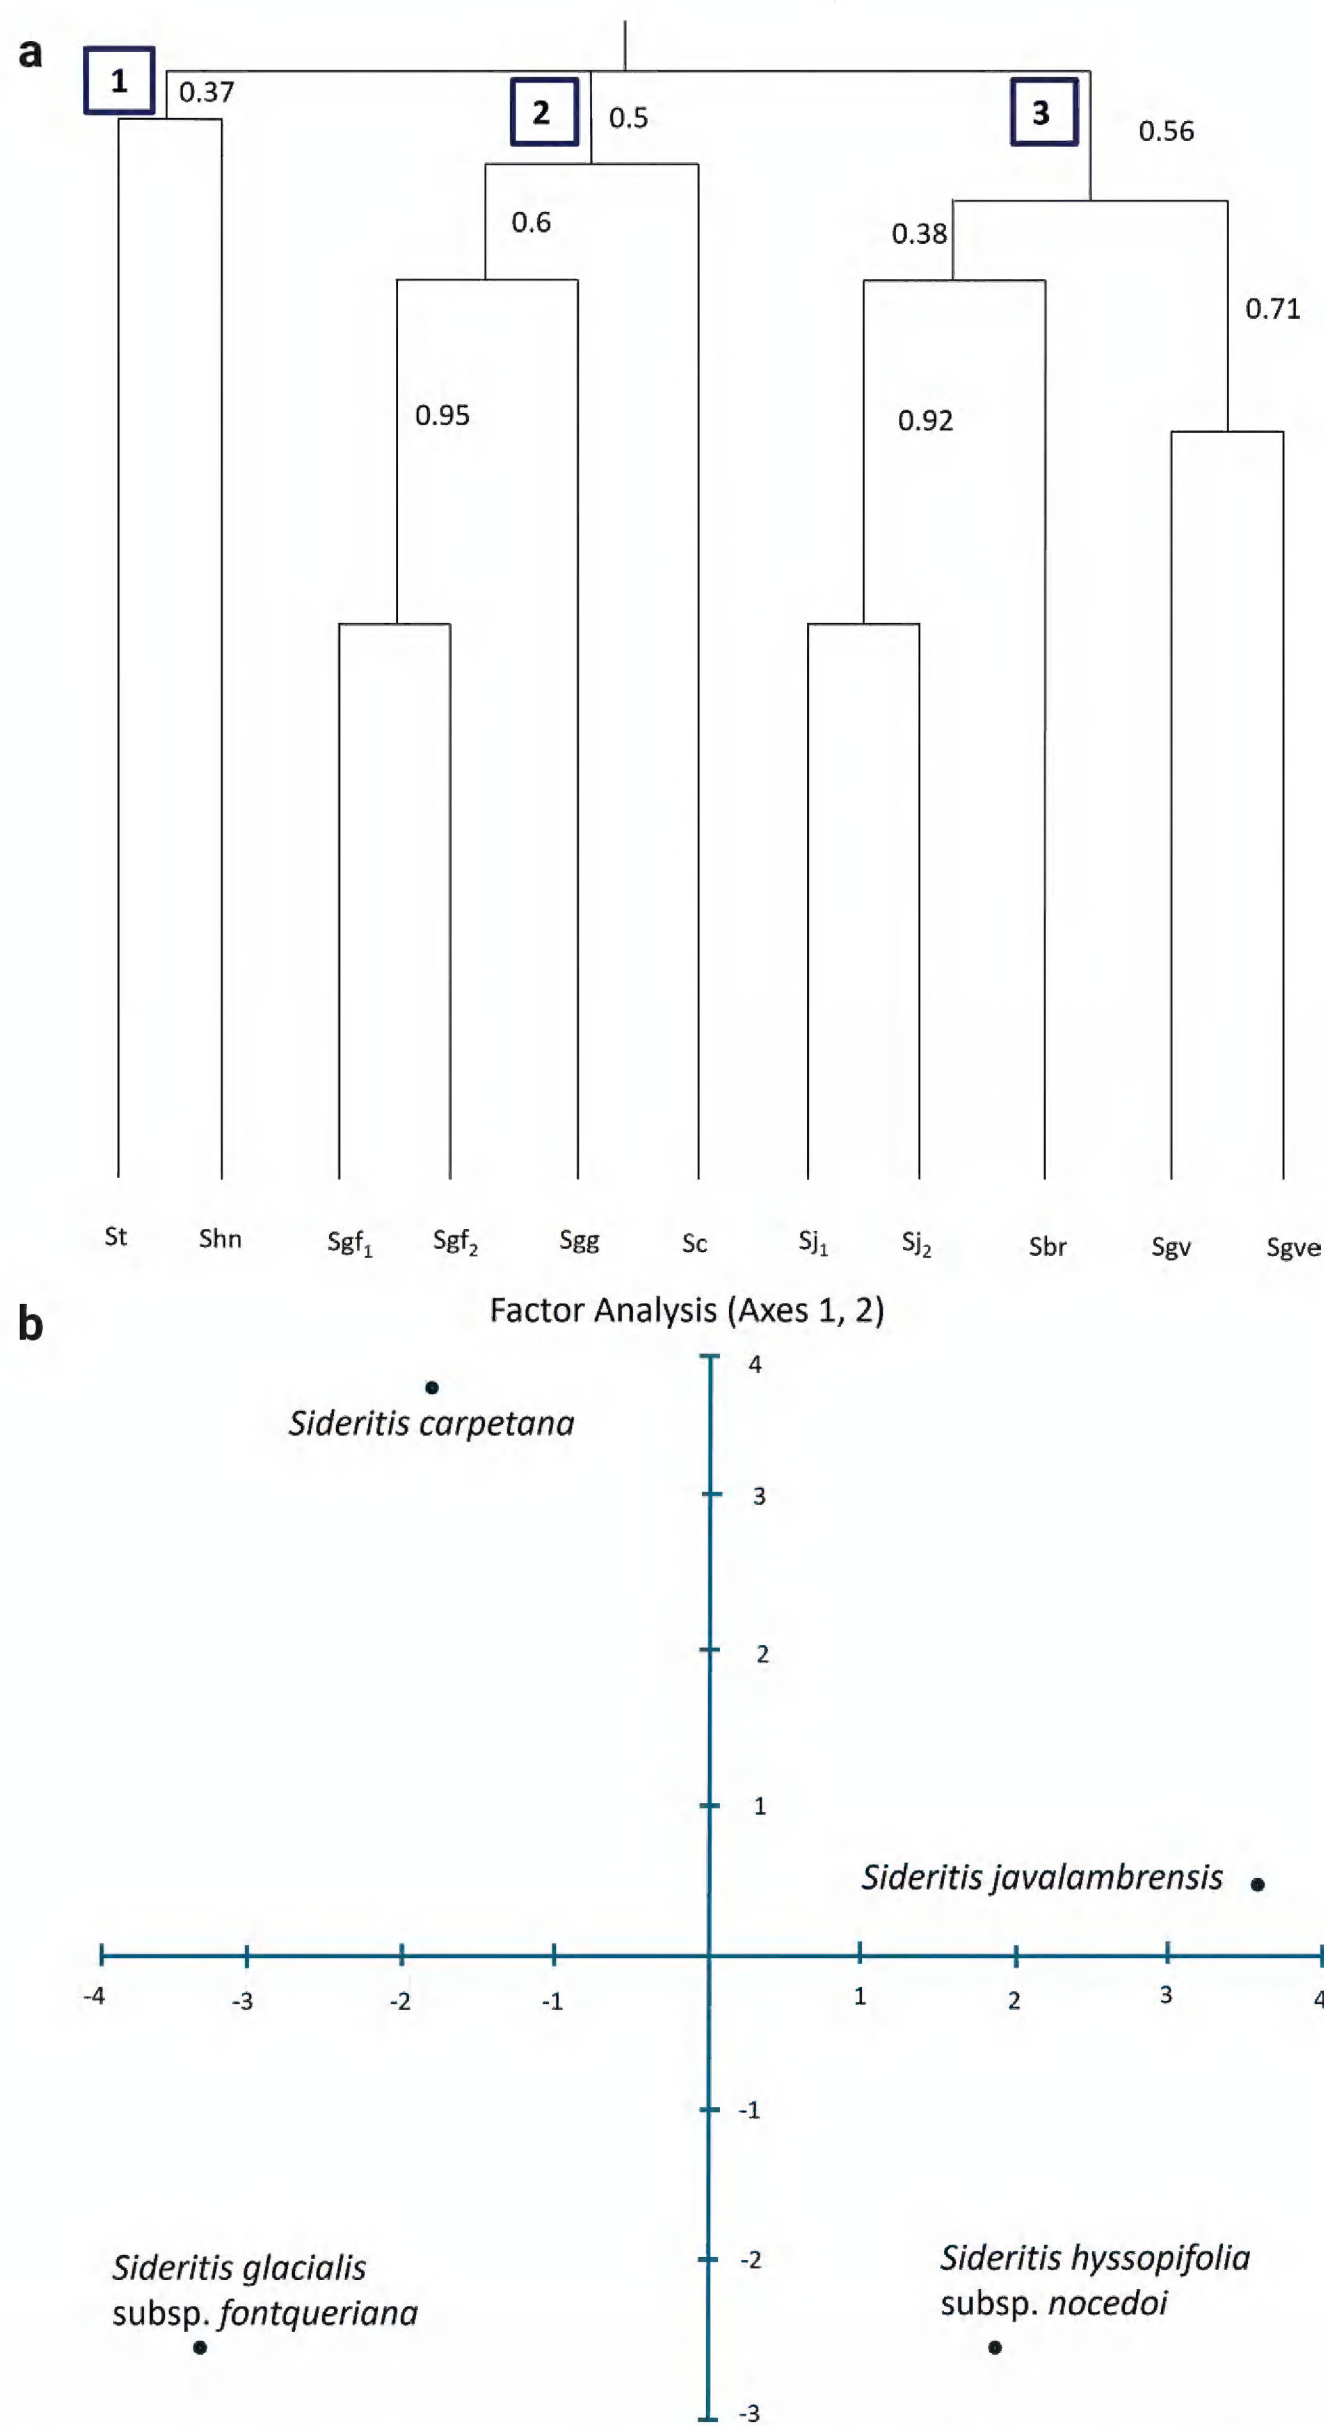 a
1
0.37
2
0.5
3
0.56
0.6
0.38
0.71
0.95
0.92
St Shn Sgf1 Sgf2 Sgg Sc Sj1 Sj2 Sbr Sgv Sgve
b
Factor Analysis (Axes 1, 2)
4
Sideritis carpetana
3
2
1
Sideritis javalambrensis
-4 -3 -2 -1 1 2 3 4
-1
-2
Sideritis glacialis
subsp. fontqueriana
Sideritis hyssopifolia
subsp. nocedoi
-3